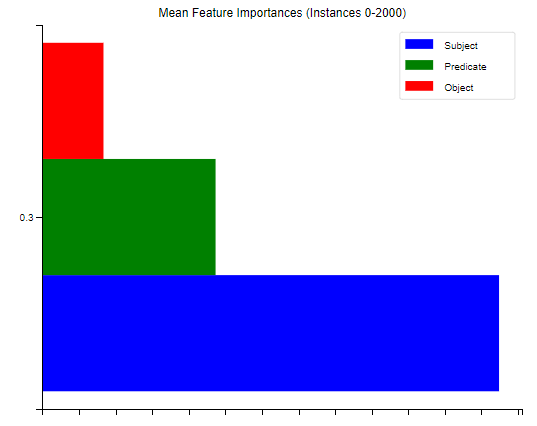 Mean Feature Importances (Instances 0-2000)
Subject
Predicate
Object
0.3